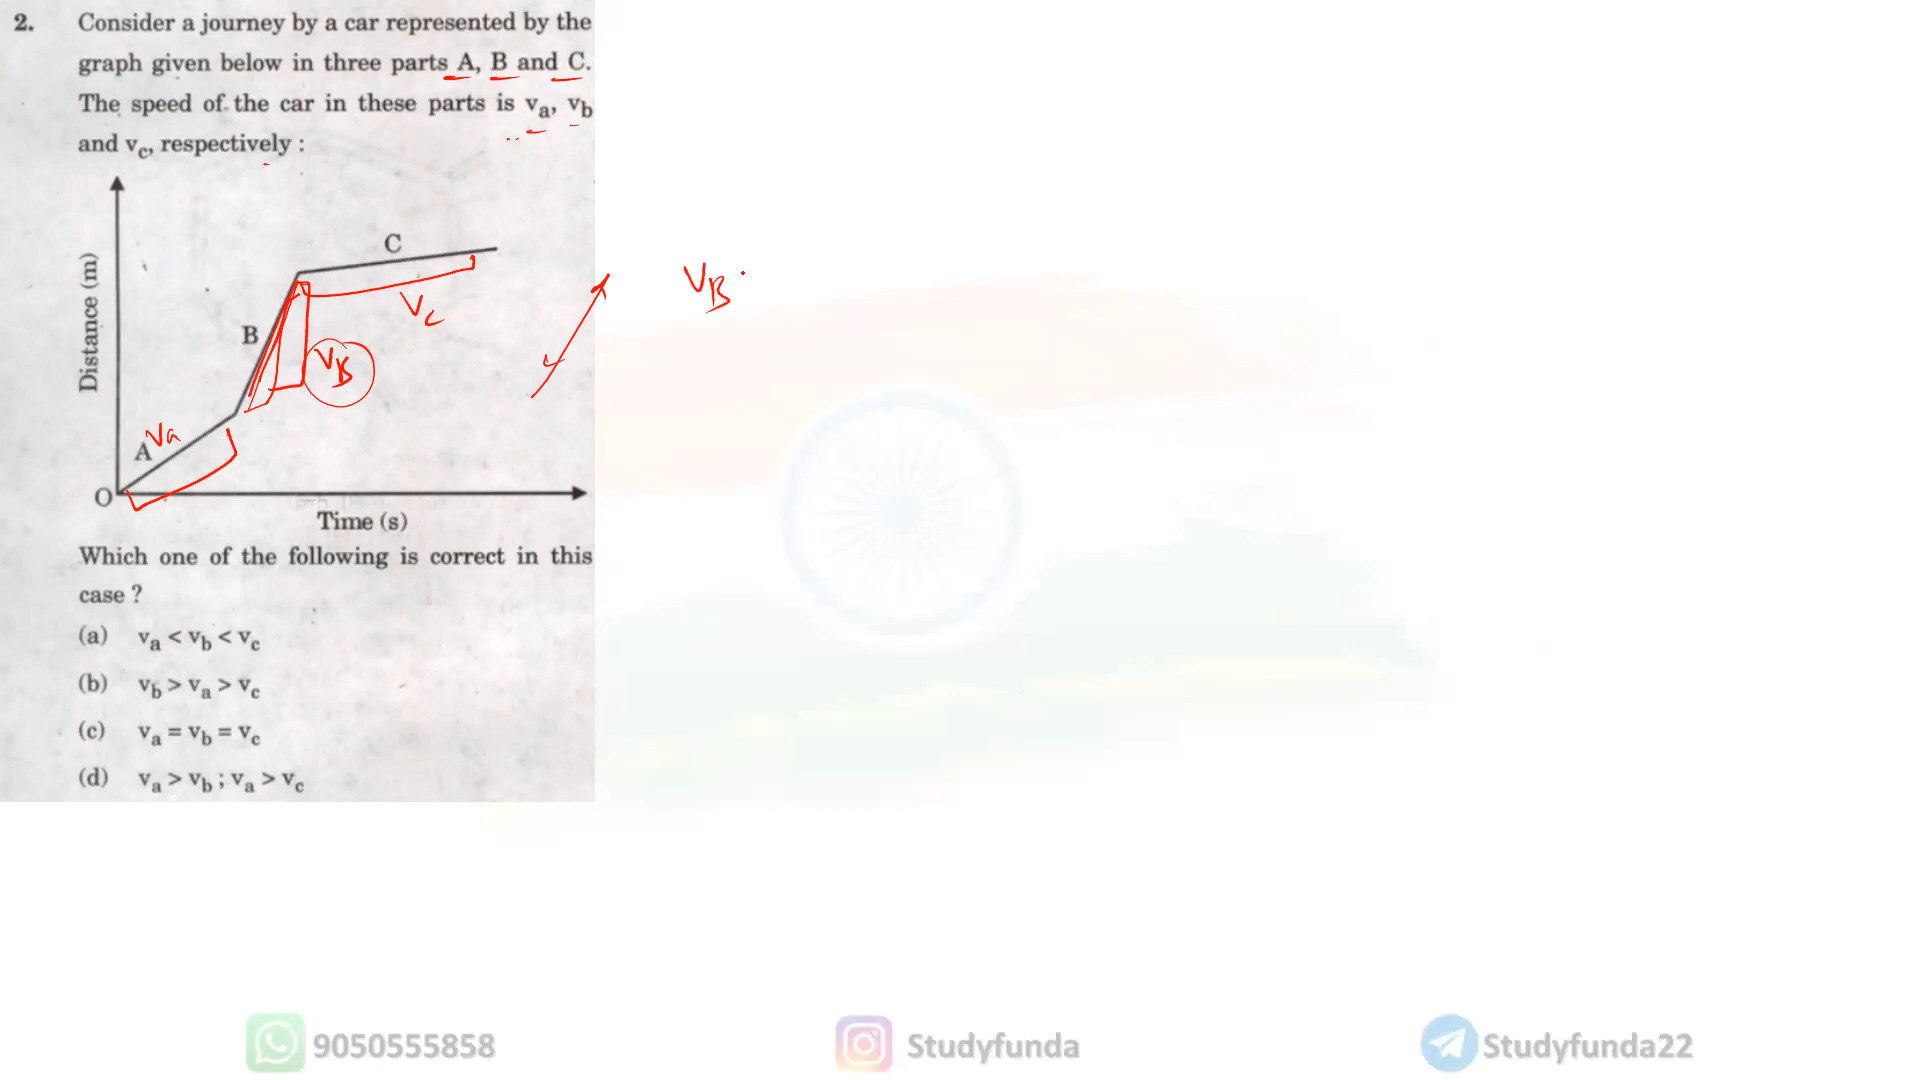 2. Consider a journey by a car represented by the
graph given below in three parts A, B and C.
The speed of the car in these parts is va, vb
and vc, respectively :
Distance (m)
C
B
A
O
Time (s)
Va
VB
Vc
VB
Which one of the following is correct in this
case ?
(a) va < vb < vc
(b) vb > va > vc
(c) va = vb = vc
(d) va > vb ; va > vc
9050555858
Studyfunda
Studyfunda22